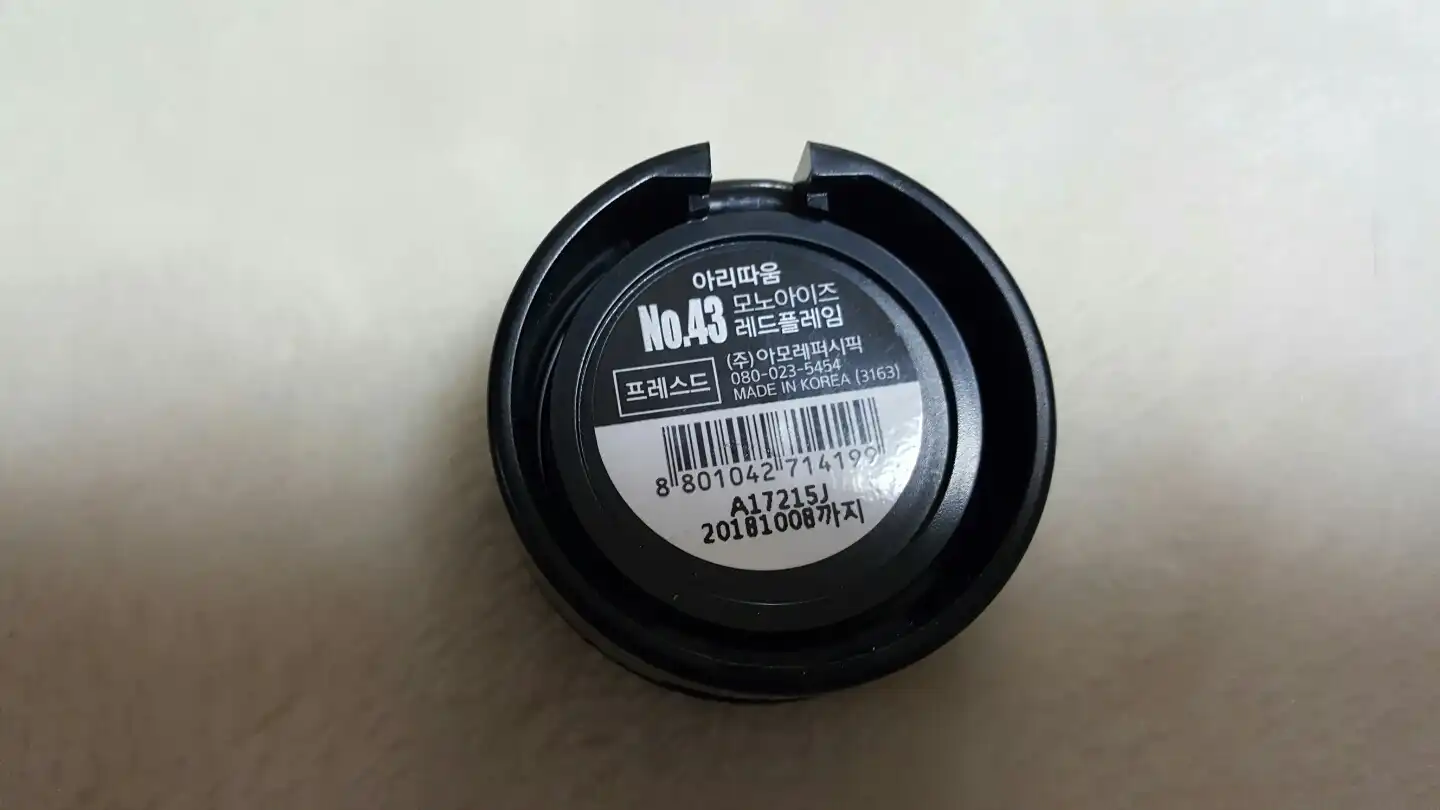 아리따움
No.43 모노아이즈
레드플레임
프레스드
(주)아모레퍼시픽
080-023-5454
MADE IN KOREA (3163)
8 801042 714199
A17215J
20181008까지